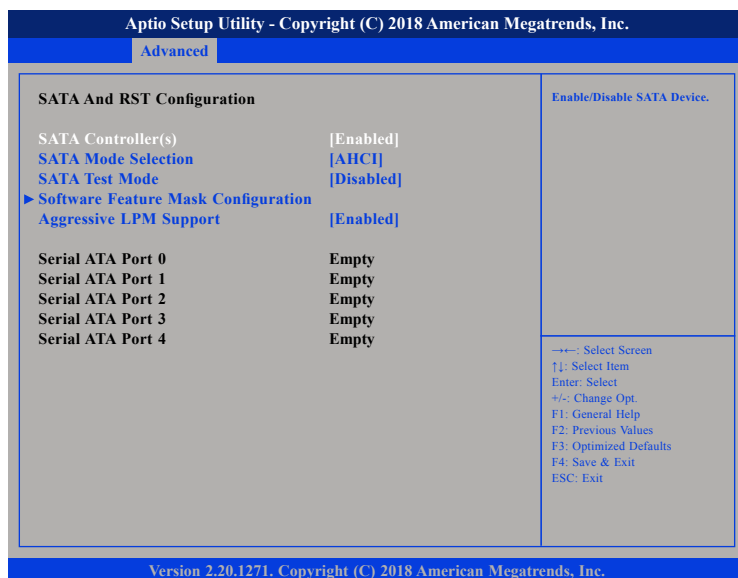 Aptio Setup Utility - Copyright (C) 2018 American Megatrends, Inc.
Advanced
SATA And RST Configuration
SATA Controller(s) [Enabled]
SATA Mode Selection [AHCI]
SATA Test Mode [Disabled]
►Software Feature Mask Configuration
Aggressive LPM Support [Enabled]
Serial ATA Port 0 Empty
Serial ATA Port 1 Empty
Serial ATA Port 2 Empty
Serial ATA Port 3 Empty
Serial ATA Port 4 Empty
Enable/Disable SATA Device.
→←: Select Screen
↑↓: Select Item
Enter: Select
+/-: Change Opt.
F1: General Help
F2: Previous Values
F3: Optimized Defaults
F4: Save & Exit
ESC: Exit
Version 2.20.1271. Copyright (C) 2018 American Megatrends, Inc.